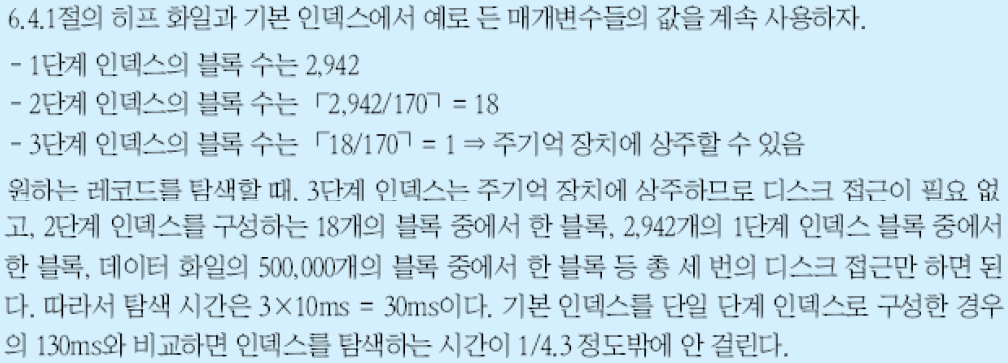 6.4.1절의 히프 화일과 기본 인덱스에서 예로 든 매개변수들의 값을 계속 사용하자.
- 1단계 인덱스의 블록 수는 2,942
- 2단계 인덱스의 블록 수는 「2,942/170ㄱ = 18
- 3단계 인덱스의 블록 수는 「18/170ㄱ = 1 ⇒ 주기억 장치에 상주할 수 있음
원하는 레코드를 탐색할 때, 3단계 인덱스는 주기억 장치에 상주하므로 디스크 접근이 필요 없
고, 2단계 인덱스를 구성하는 18개의 블록 중에서 한 블록, 2,942개의 1단계 인덱스 블록 중에서
한 블록, 데이터 화일의 500,000개의 블록 중에서 한 블록 등 총 세 번의 디스크 접근만 하면 된
다. 따라서 탐색 시간은 3×10ms = 30ms이다. 기본 인덱스를 단일 단계 인덱스로 구성한 경우
의 130ms와 비교하면 인덱스를 탐색하는 시간이 1/4.3 정도밖에 안 걸린다.